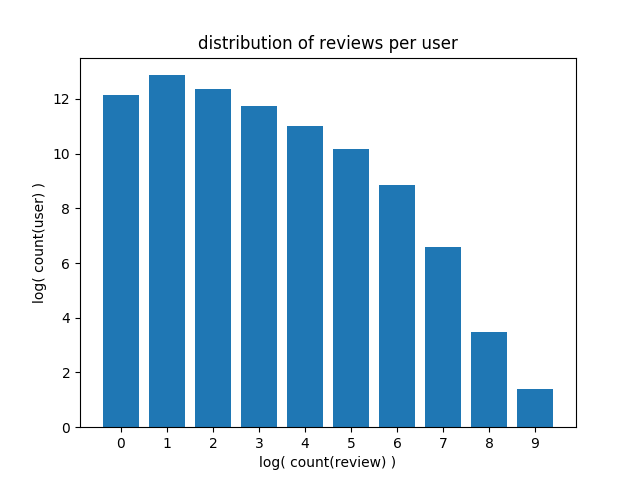 distribution of reviews per user
12
10
8
6
4
2
0
log( count(user) )
0 1 2 3 4 5 6 7 8 9
log( count(review) )